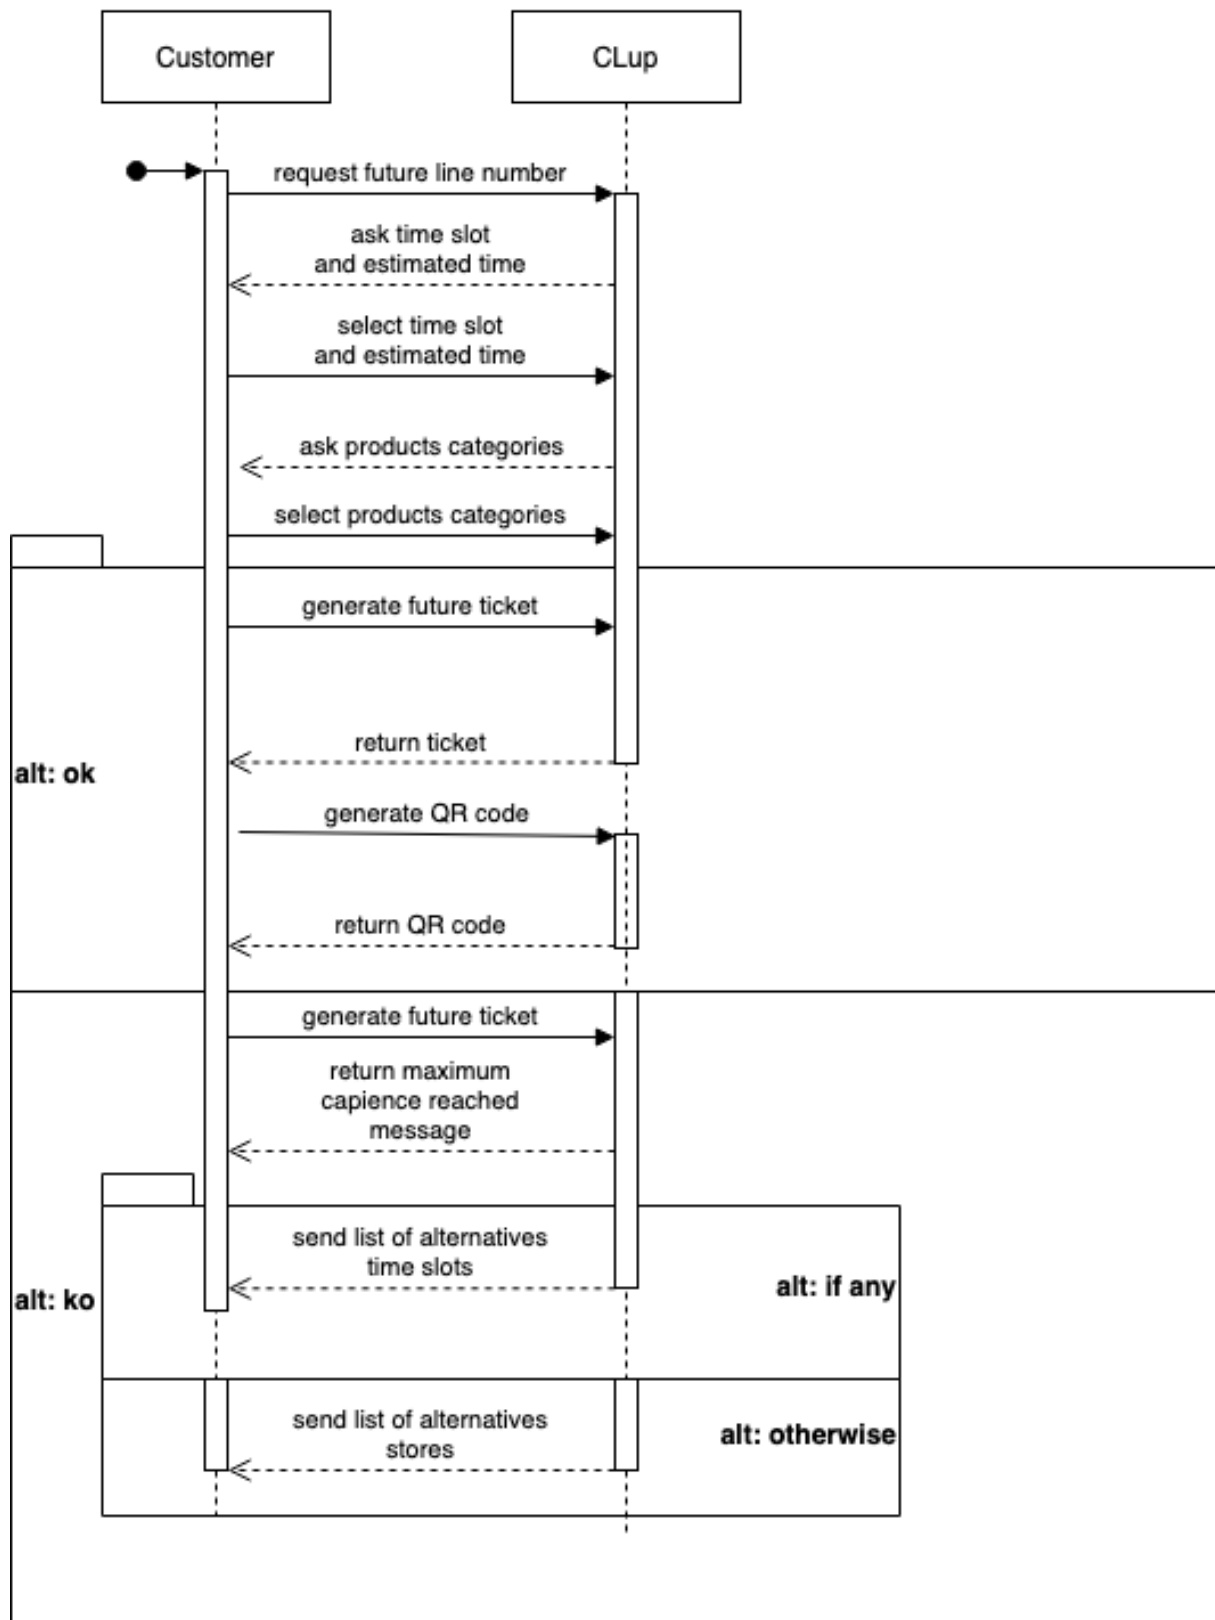 Customer
CLup
request future line number
ask time slot
and estimated time
select time slot
and estimated time
ask products categories
select products categories
generate future ticket
return ticket
alt: ok
generate QR code
return QR code
generate future ticket
return maximum
capience reached
message
send list of alternatives
time slots
alt: if any
alt: ko
send list of alternatives
stores
alt: otherwise